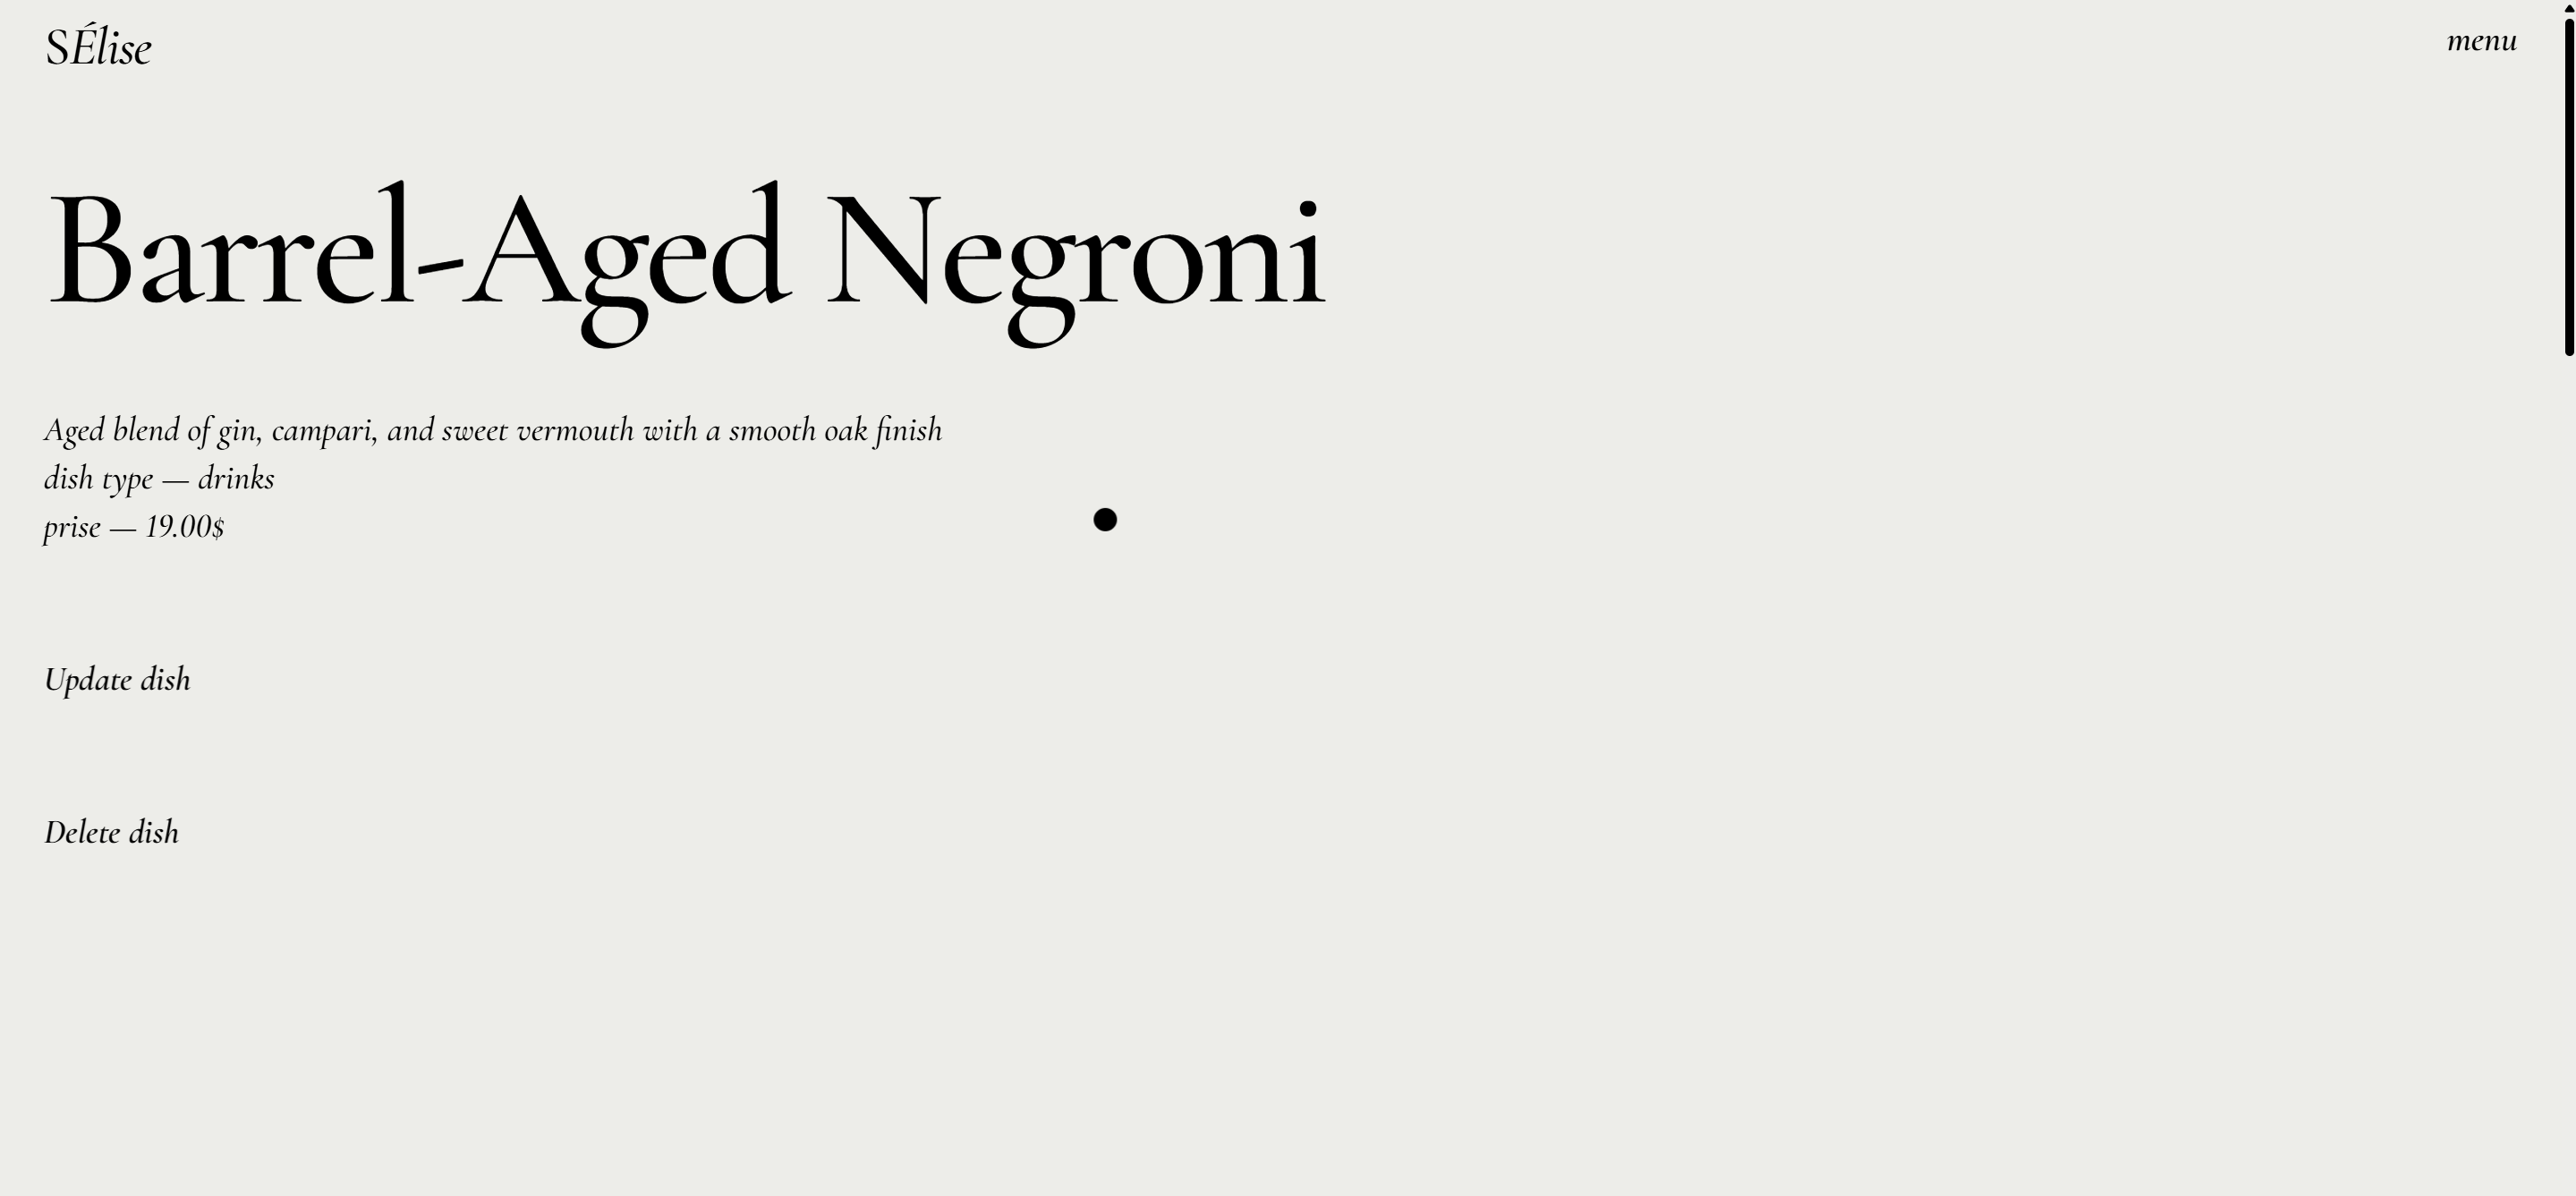 SÉlise
menu
Barrel-Aged Negroni
Aged blend of gin, campari, and sweet vermouth with a smooth oak finish
dish type — drinks
prise — 19.00$
Update dish
Delete dish